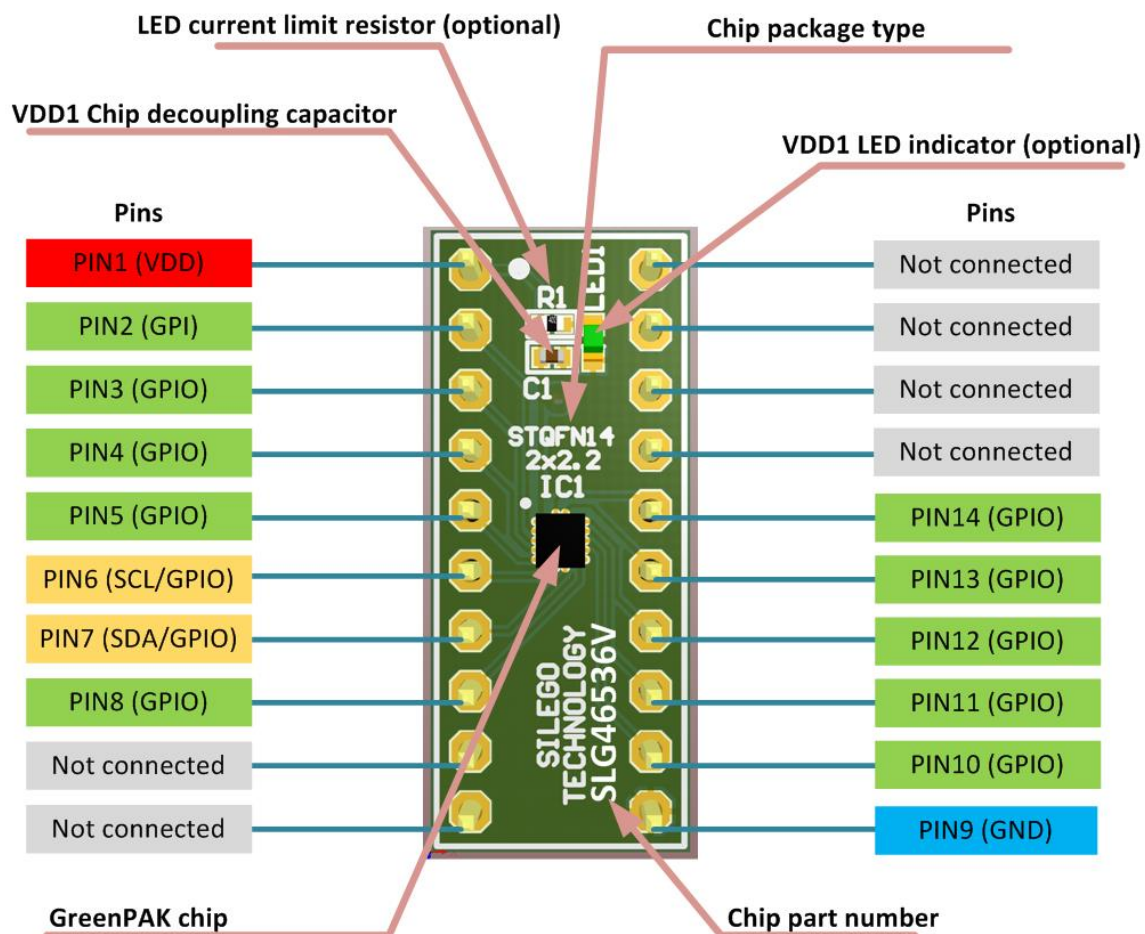 LED current limit resistor (optional)
Chip package type
VDD1 Chip decoupling capacitor
VDD1 LED indicator (optional)
Pins
PIN1 (VDD)
PIN2 (GPI)
PIN3 (GPIO)
PIN4 (GPIO)
PIN5 (GPIO)
PIN6 (SCL/GPIO)
PIN7 (SDA/GPIO)
PIN8 (GPIO)
Not connected
Not connected
LED1
R1
C1
STQFN14
2x2.2
IC1
SILEGO
TECHNOLOGY
SLG46536V
Pins
Not connected
Not connected
Not connected
Not connected
PIN14 (GPIO)
PIN13 (GPIO)
PIN12 (GPIO)
PIN11 (GPIO)
PIN10 (GPIO)
PIN9 (GND)
GreenPAK chip
Chip part number